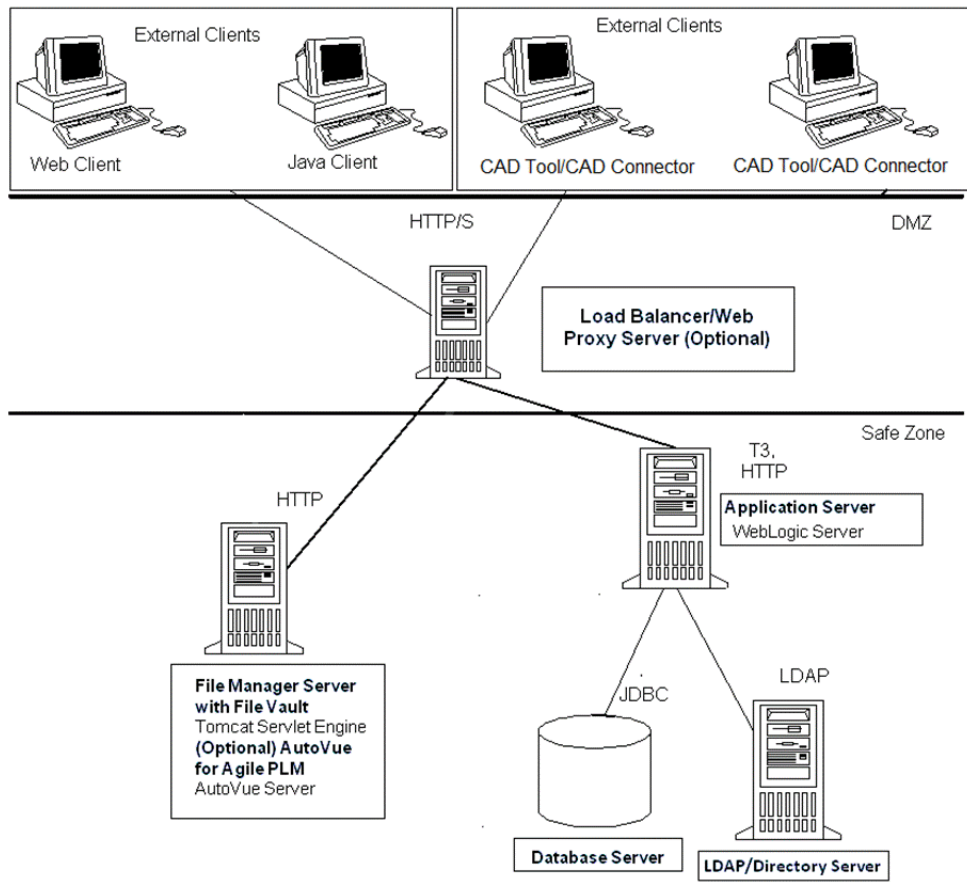 External Clients
External Clients
Web Client
Java Client
CAD Tool/CAD Connector
CAD Tool/CAD Connector
HTTP/S
DMZ
Load Balancer/Web
Proxy Server (Optional)
Safe Zone
T3,
HTTP
HTTP
Application Server
WebLogic Server
File Manager Server
with File Vault
Tomcat Servlet Engine
(Optional) AutoVue
for Agile PLM
AutoVue Server
JDBC
LDAP
Database Server
LDAP/Directory Server